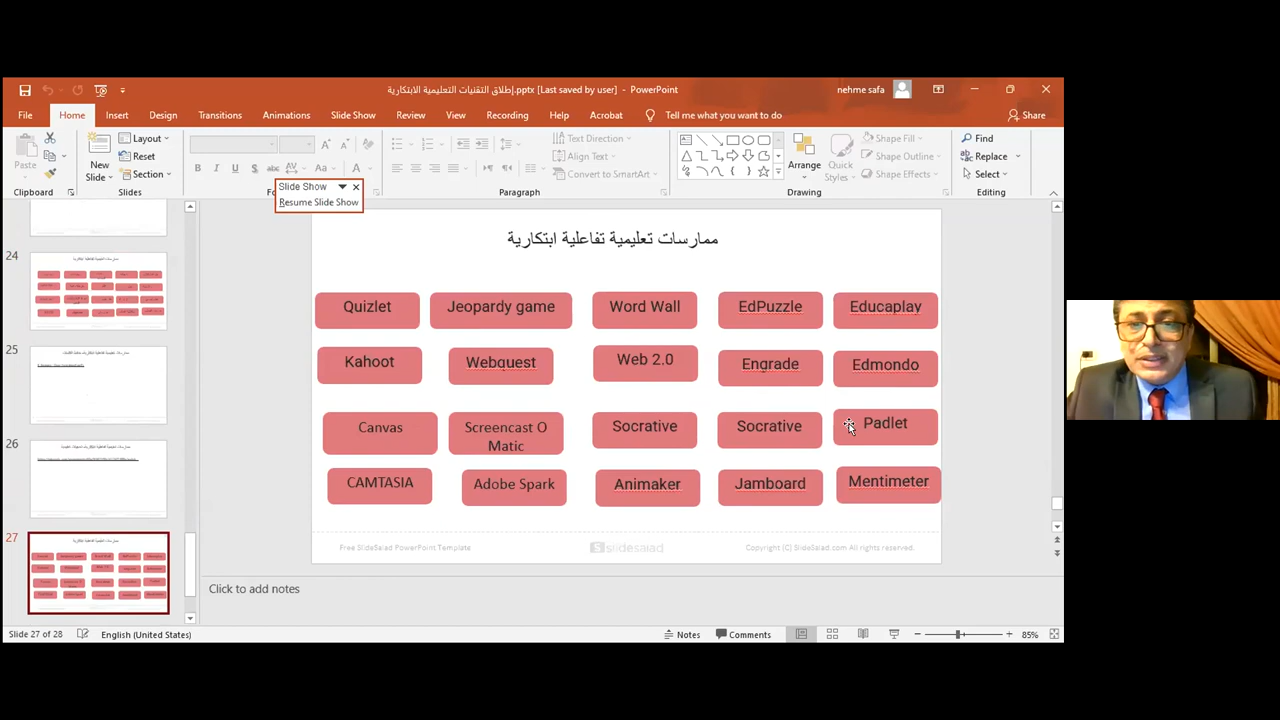 إطلاق التقنيات التعليمية الابتكارية.pptx [Last saved by user] - PowerPoint
nehme safa
File Home Insert Design Transitions Animations Slide Show Review View Recording Help Acrobat Tell me what you want to do Share
Paste
Clipboard
New Slide
Layout
Reset
Section
Slides
Slide Show
Resume Slide Show
Text Direction
Align Text
Convert to SmartArt
Paragraph
Arrange
Quick Styles
Shape Fill
Shape Outline
Shape Effects
Drawing
Find
Replace
Select
Editing
24
25
26
27
ممارسات تعليمية تفاعلية ابتكارية
Quizlet Jeopardy game Word Wall EdPuzzle Educaplay
Kahoot Webquest Web 2.0 Engrade Edmondo
Canvas Screencast O Matic Socrative Socrative Padlet
CAMTASIA Adobe Spark Animaker Jamboard Mentimeter
Free SlideSalad PowerPoint Template slidesalad Copyright (C) SlideSalad.com All rights reserved.
Click to add notes
Slide 27 of 28 English (United States) Notes Comments 85%